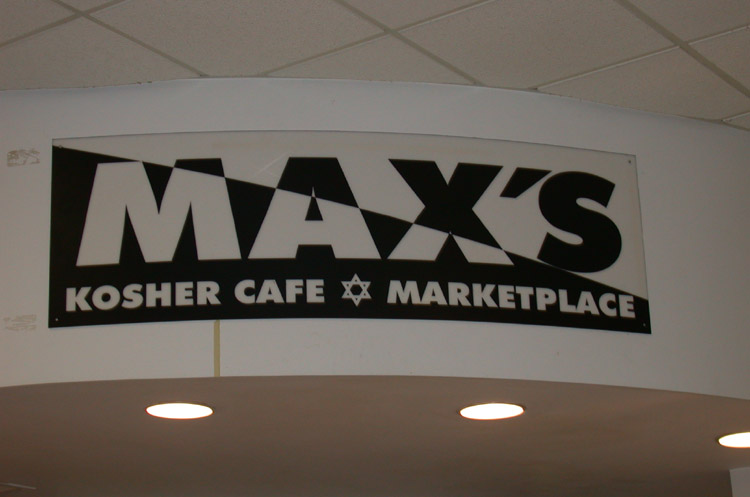 MAX'S
KOSHER CAFE ✡ MARKETPLACE